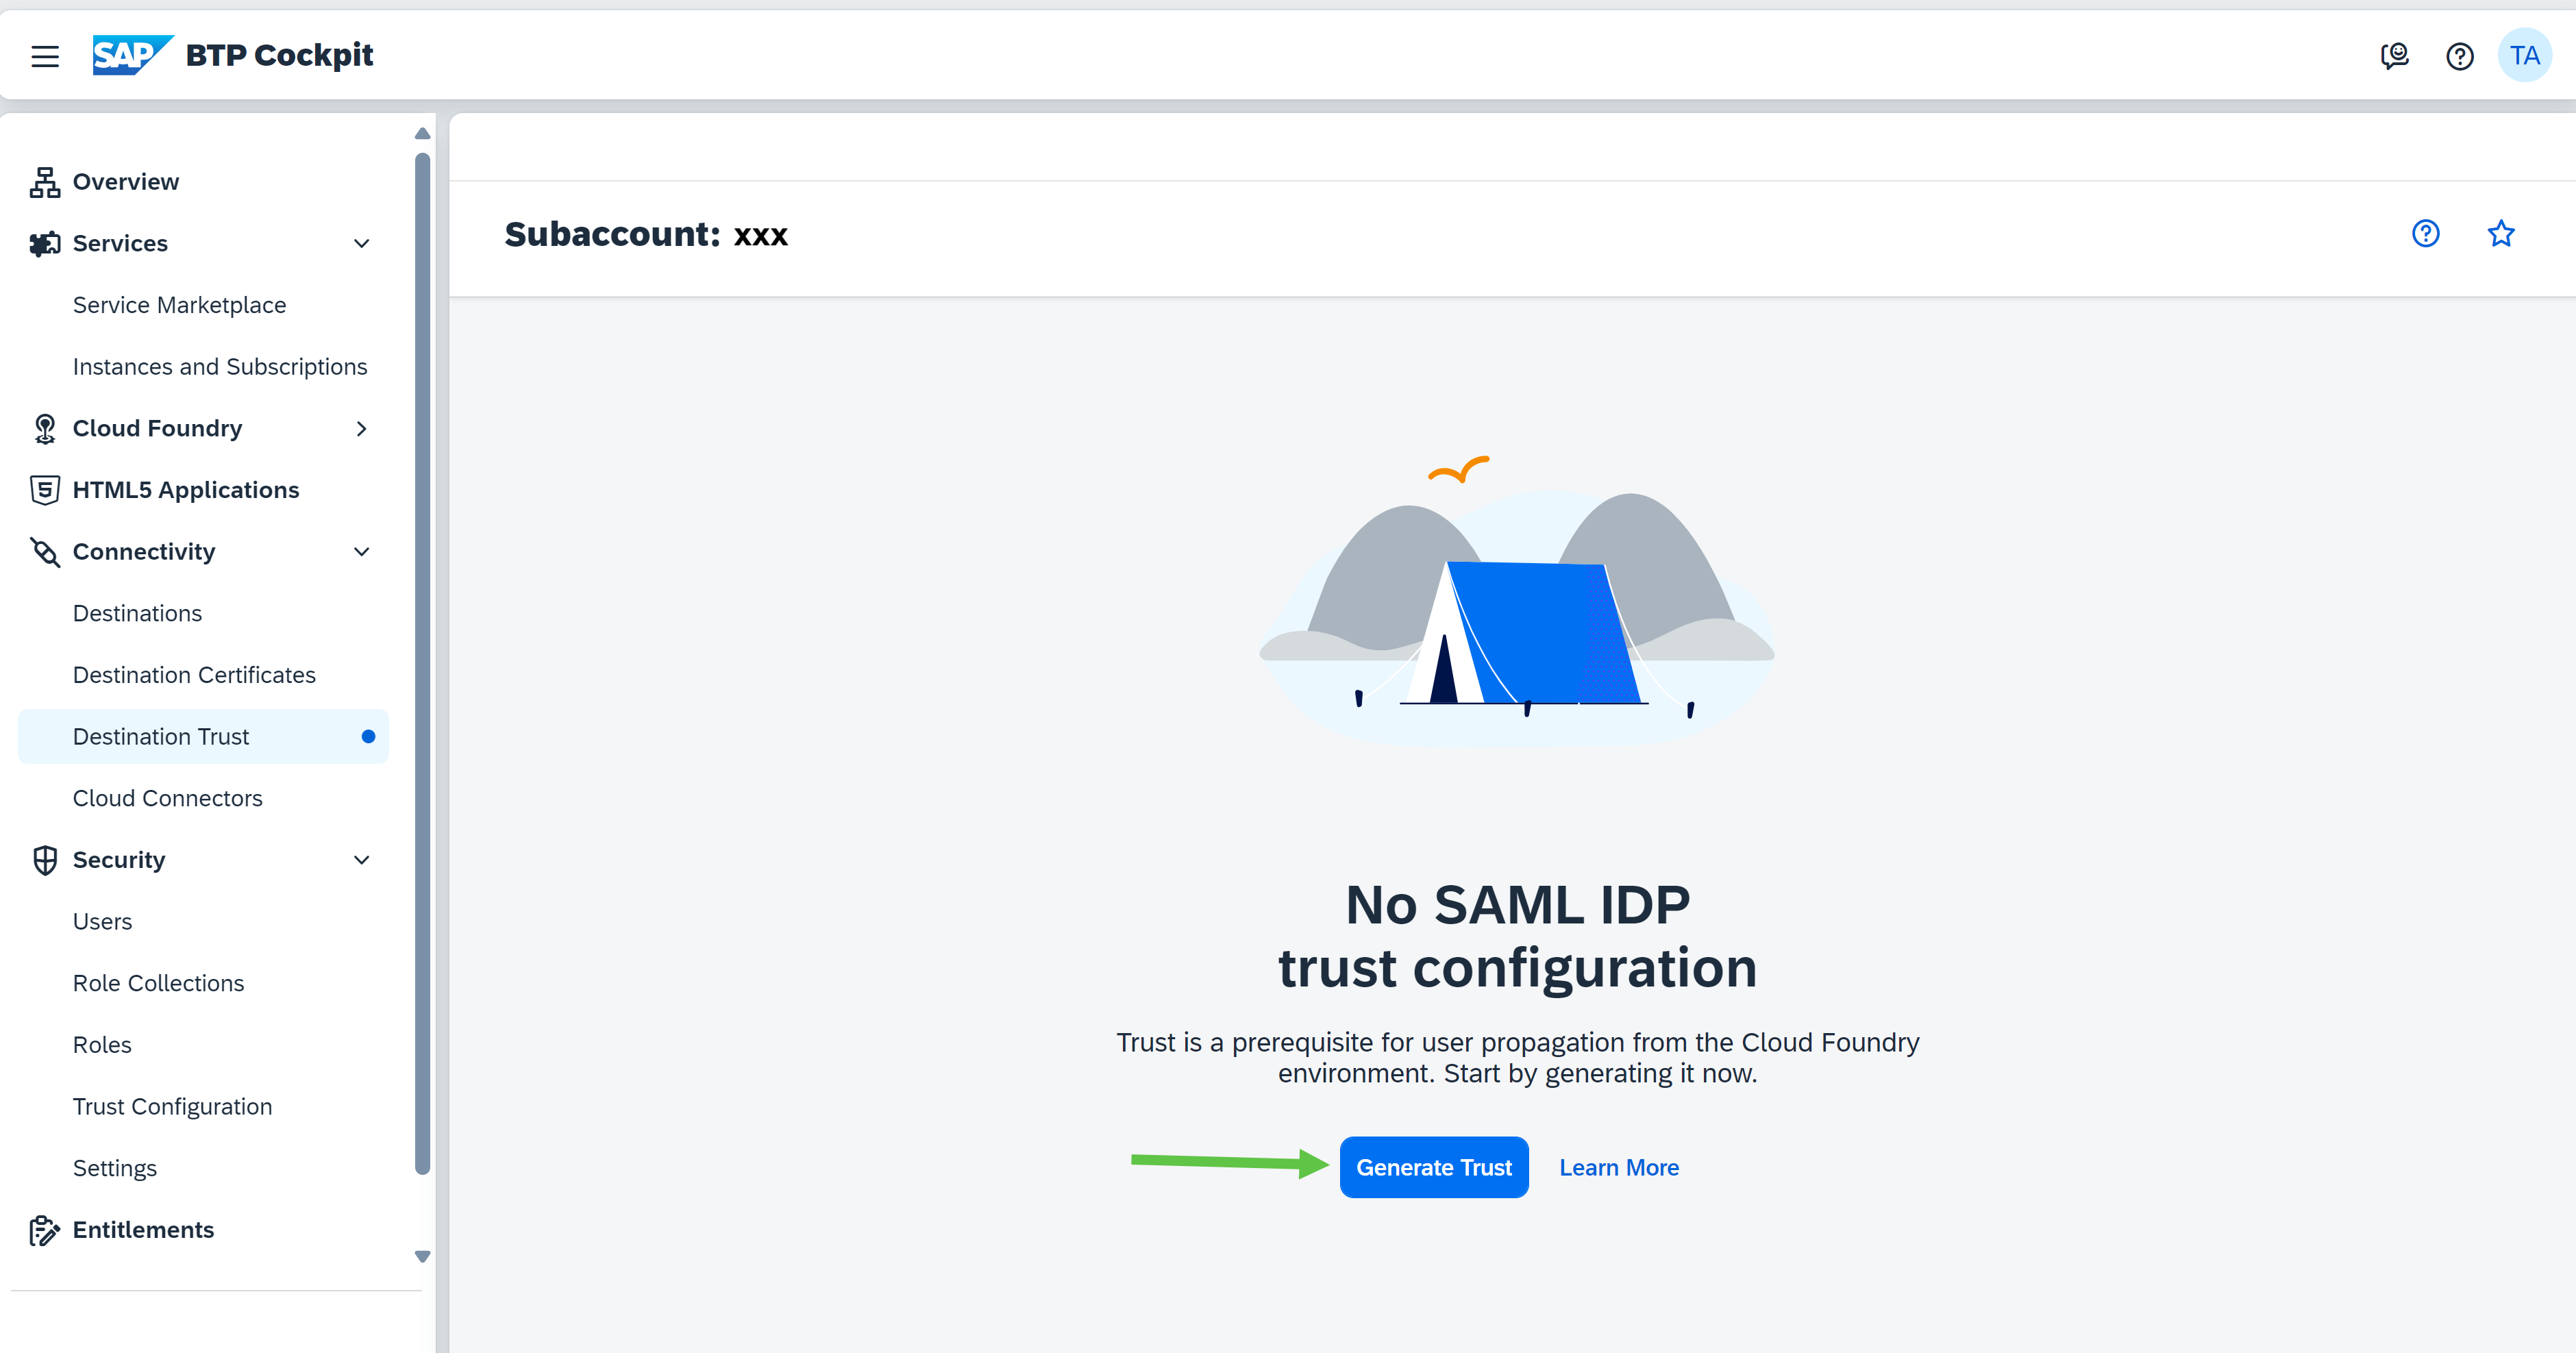 SAP BTP Cockpit
TA
Overview
Services
Service Marketplace
Instances and Subscriptions
Cloud Foundry
HTML5 Applications
Connectivity
Destinations
Destination Certificates
Destination Trust
Cloud Connectors
Security
Users
Role Collections
Roles
Trust Configuration
Settings
Entitlements
Subaccount: xxx
No SAML IDP
trust configuration
Trust is a prerequisite for user propagation from the Cloud Foundry
environment. Start by generating it now.
Generate Trust Learn More